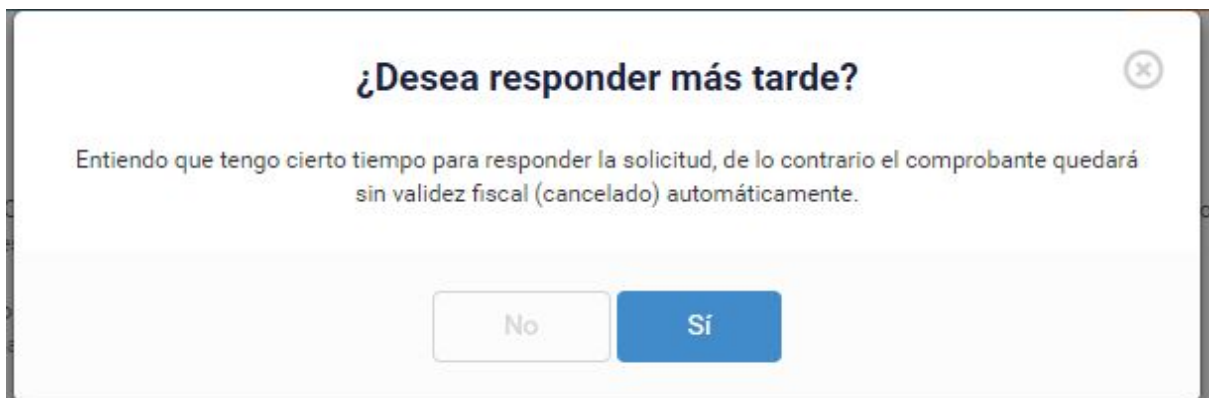 ¿Desea responder más tarde?
Entiendo que tengo cierto tiempo para responder la solicitud, de lo contrario el comprobante quedará
sin validez fiscal (cancelado) automáticamente.
No
Sí